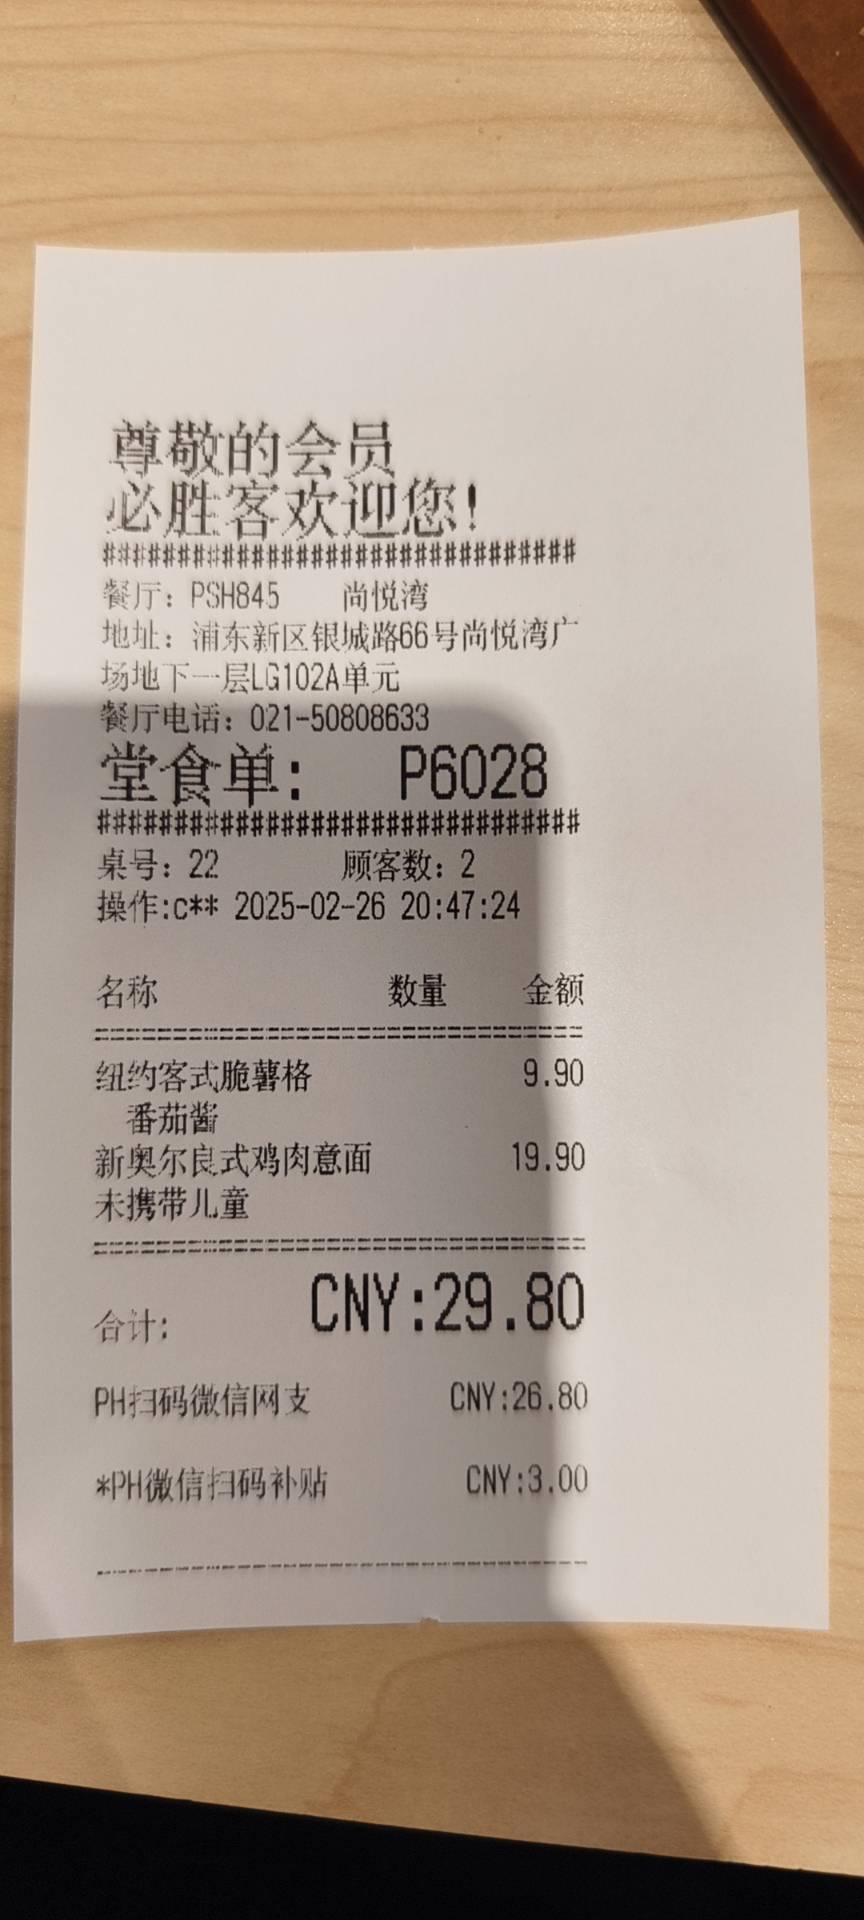 尊敬的会员
必胜客欢迎您!
################################
餐厅: PSH845 尚悦湾
地址: 浦东新区银城路66号尚悦湾广
场地下一层LG102A单元
餐厅电话: 021-50808633
堂食单: P6028
################################
桌号: 22 顾客数: 2
操作:c** 2025-02-26 20:47:24
名称 数量 金额
纽约客式脆薯格 9.90
番茄酱
新奥尔良式鸡肉意面 19.90
未携带儿童
合计: CNY:29.80
PH扫码微信网支 CNY:26.80
*PH微信扫码补贴 CNY:3.00